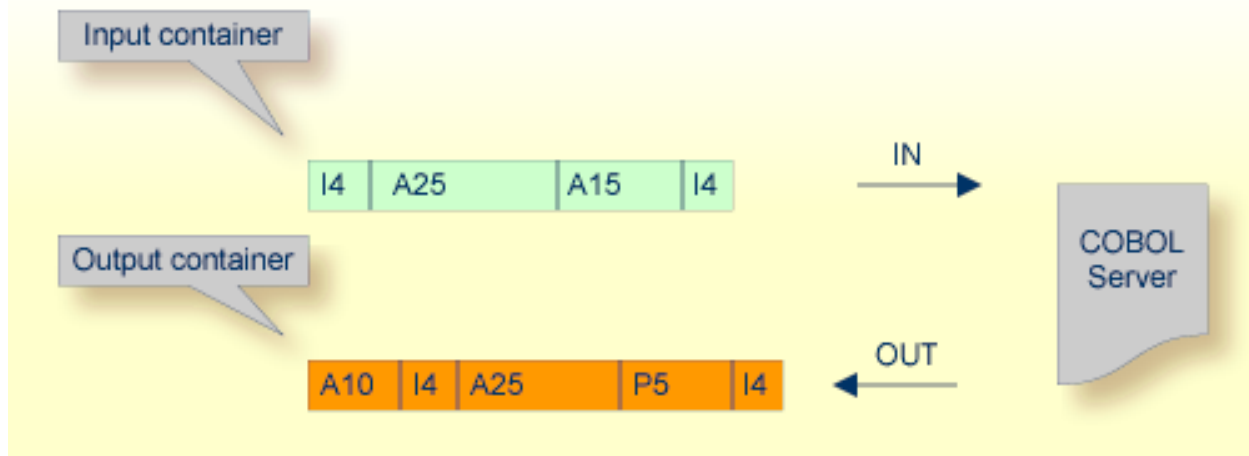 Input container
IN
I4 A25 A15 I4
COBOL
Server
Output container
OUT
A10 I4 A25 P5 I4